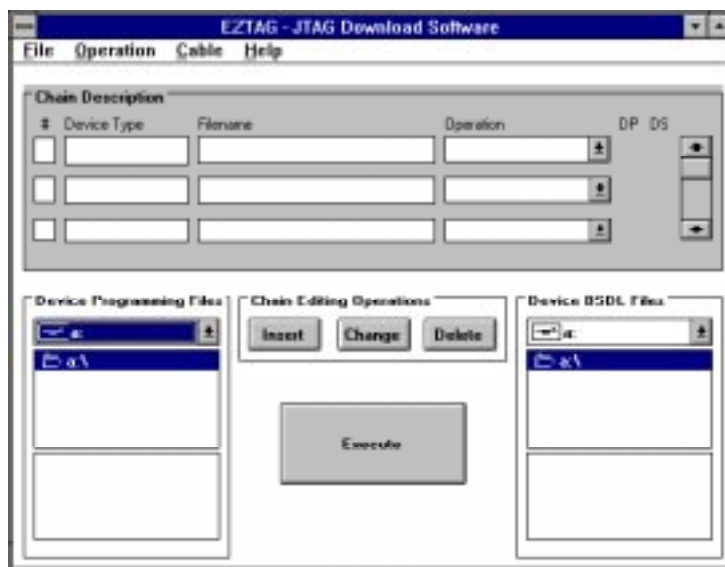 EZTAG - JTAG Download Software
File Operation Cable Help
Chain Description
# Device Type Filename Operation DP DS
Device Programming Files
Chain Editing Operations
Device BSDL Files
a:
Insert Change Delete
a:
a:\
a:\
Execute